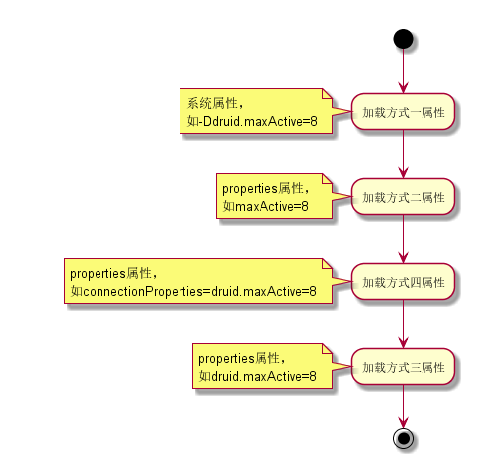 系统属性，
如-Ddruid.maxActive=8
加载方式一属性
properties属性，
如maxActive=8
加载方式二属性
properties属性，
如connectionProperties=druid.maxActive=8
加载方式四属性
properties属性，
如druid.maxActive=8
加载方式三属性